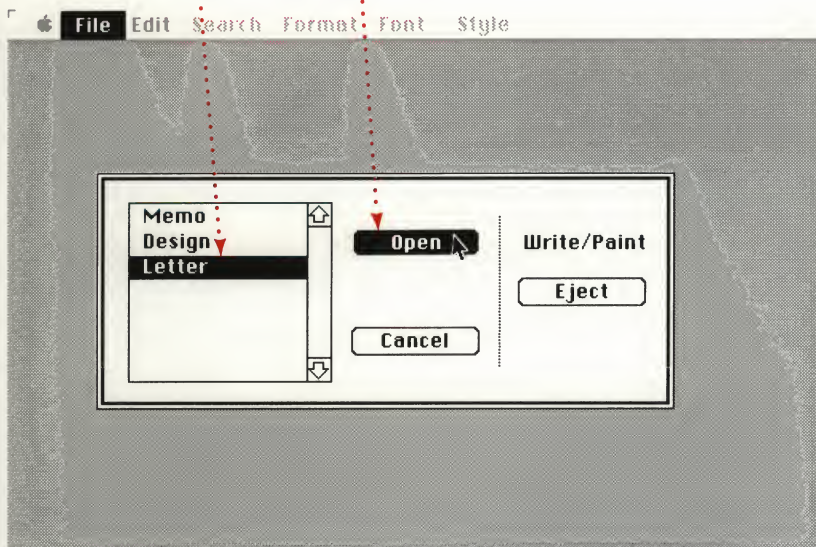 File Edit Search Format Font Style
Memo
Design
Letter
Open
Cancel
Write/Paint
Eject